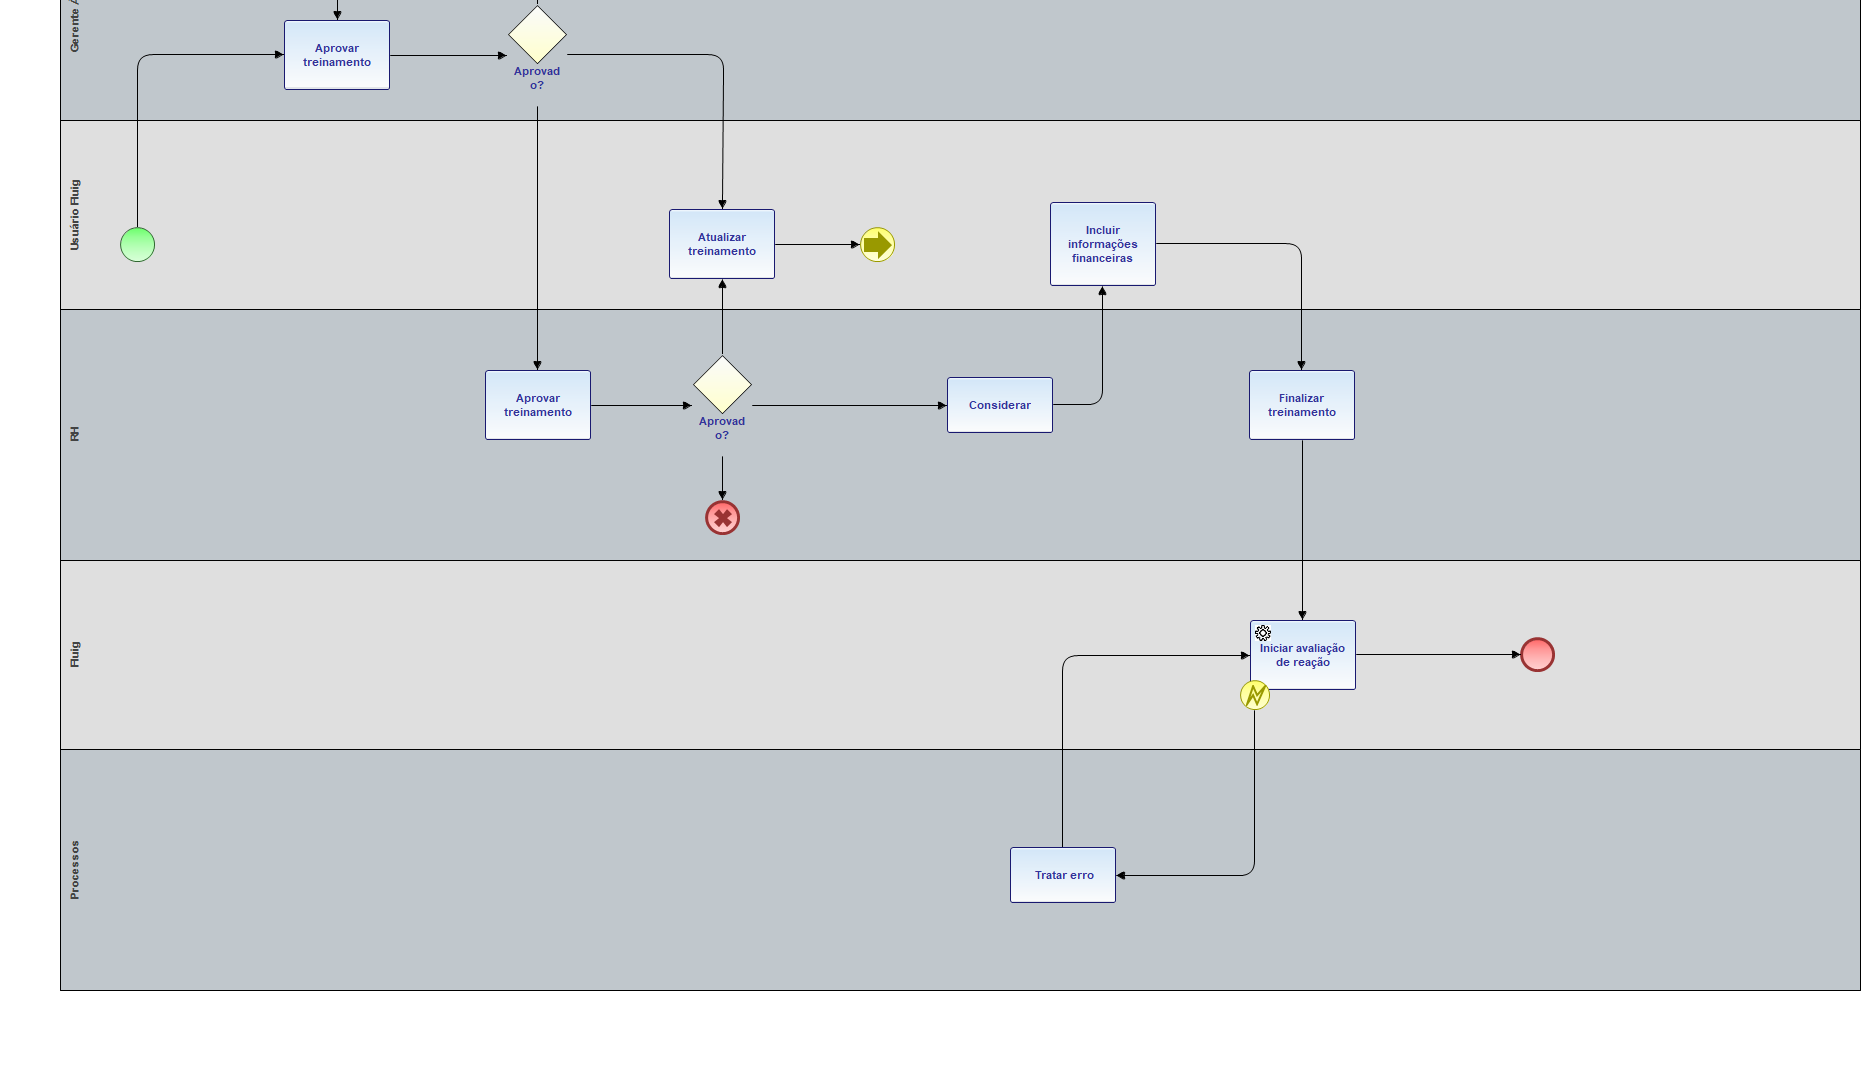 Gerente
Aprovar
treinamento
Aprovad
o?
Usuário Fluig
Atualizar
treinamento
Incluir
informações
financeiras
RH
Aprovar
treinamento
Aprovad
o?
Considerar
Finalizar
treinamento
Fluig
Iniciar avaliação
de reação
Processos
Tratar erro